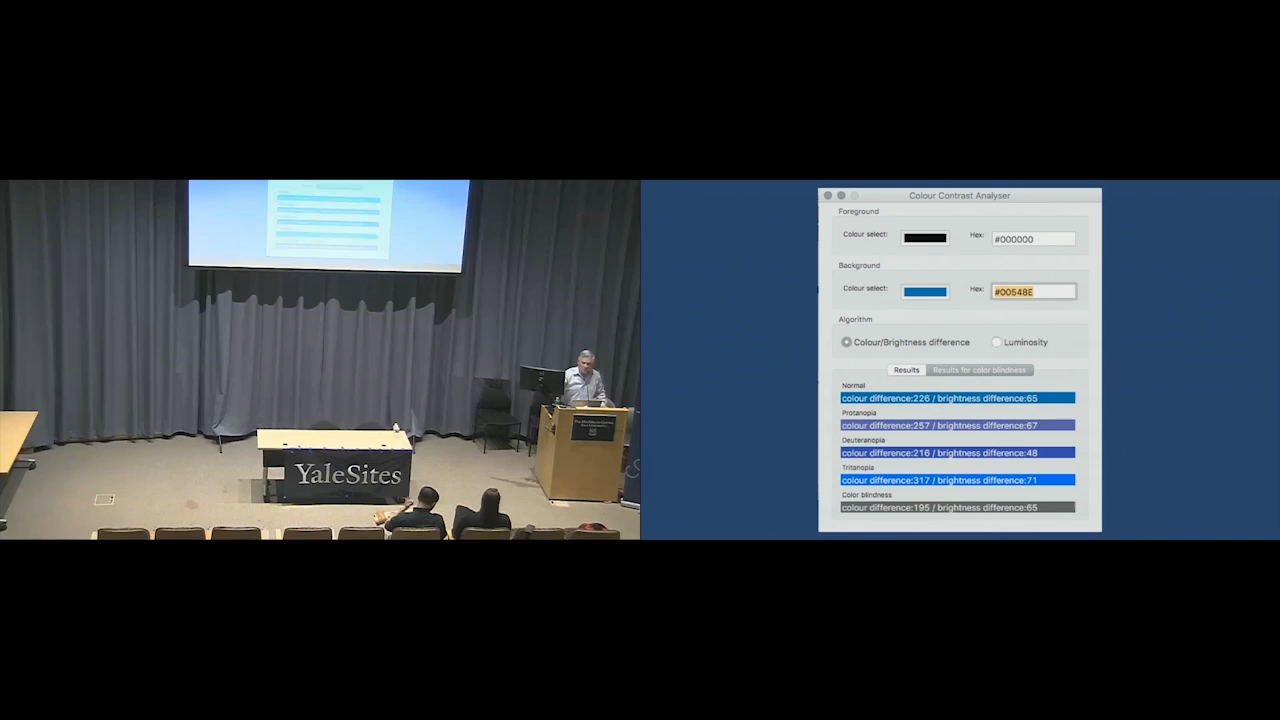 YaleSites
Colour Contrast Analyser
Foreground
Colour select:
Hex:
#000000
Background
Colour select:
Hex:
#00548E
Algorithm
Colour/Brightness difference
Luminosity
Results
Results for color blindness
Normal
colour difference:226 / brightness difference:65
Protanopia
colour difference:257 / brightness difference:67
Deuteranopia
colour difference:216 / brightness difference:48
Tritanopia
colour difference:317 / brightness difference:71
Color blindness
colour difference:195 / brightness difference:65